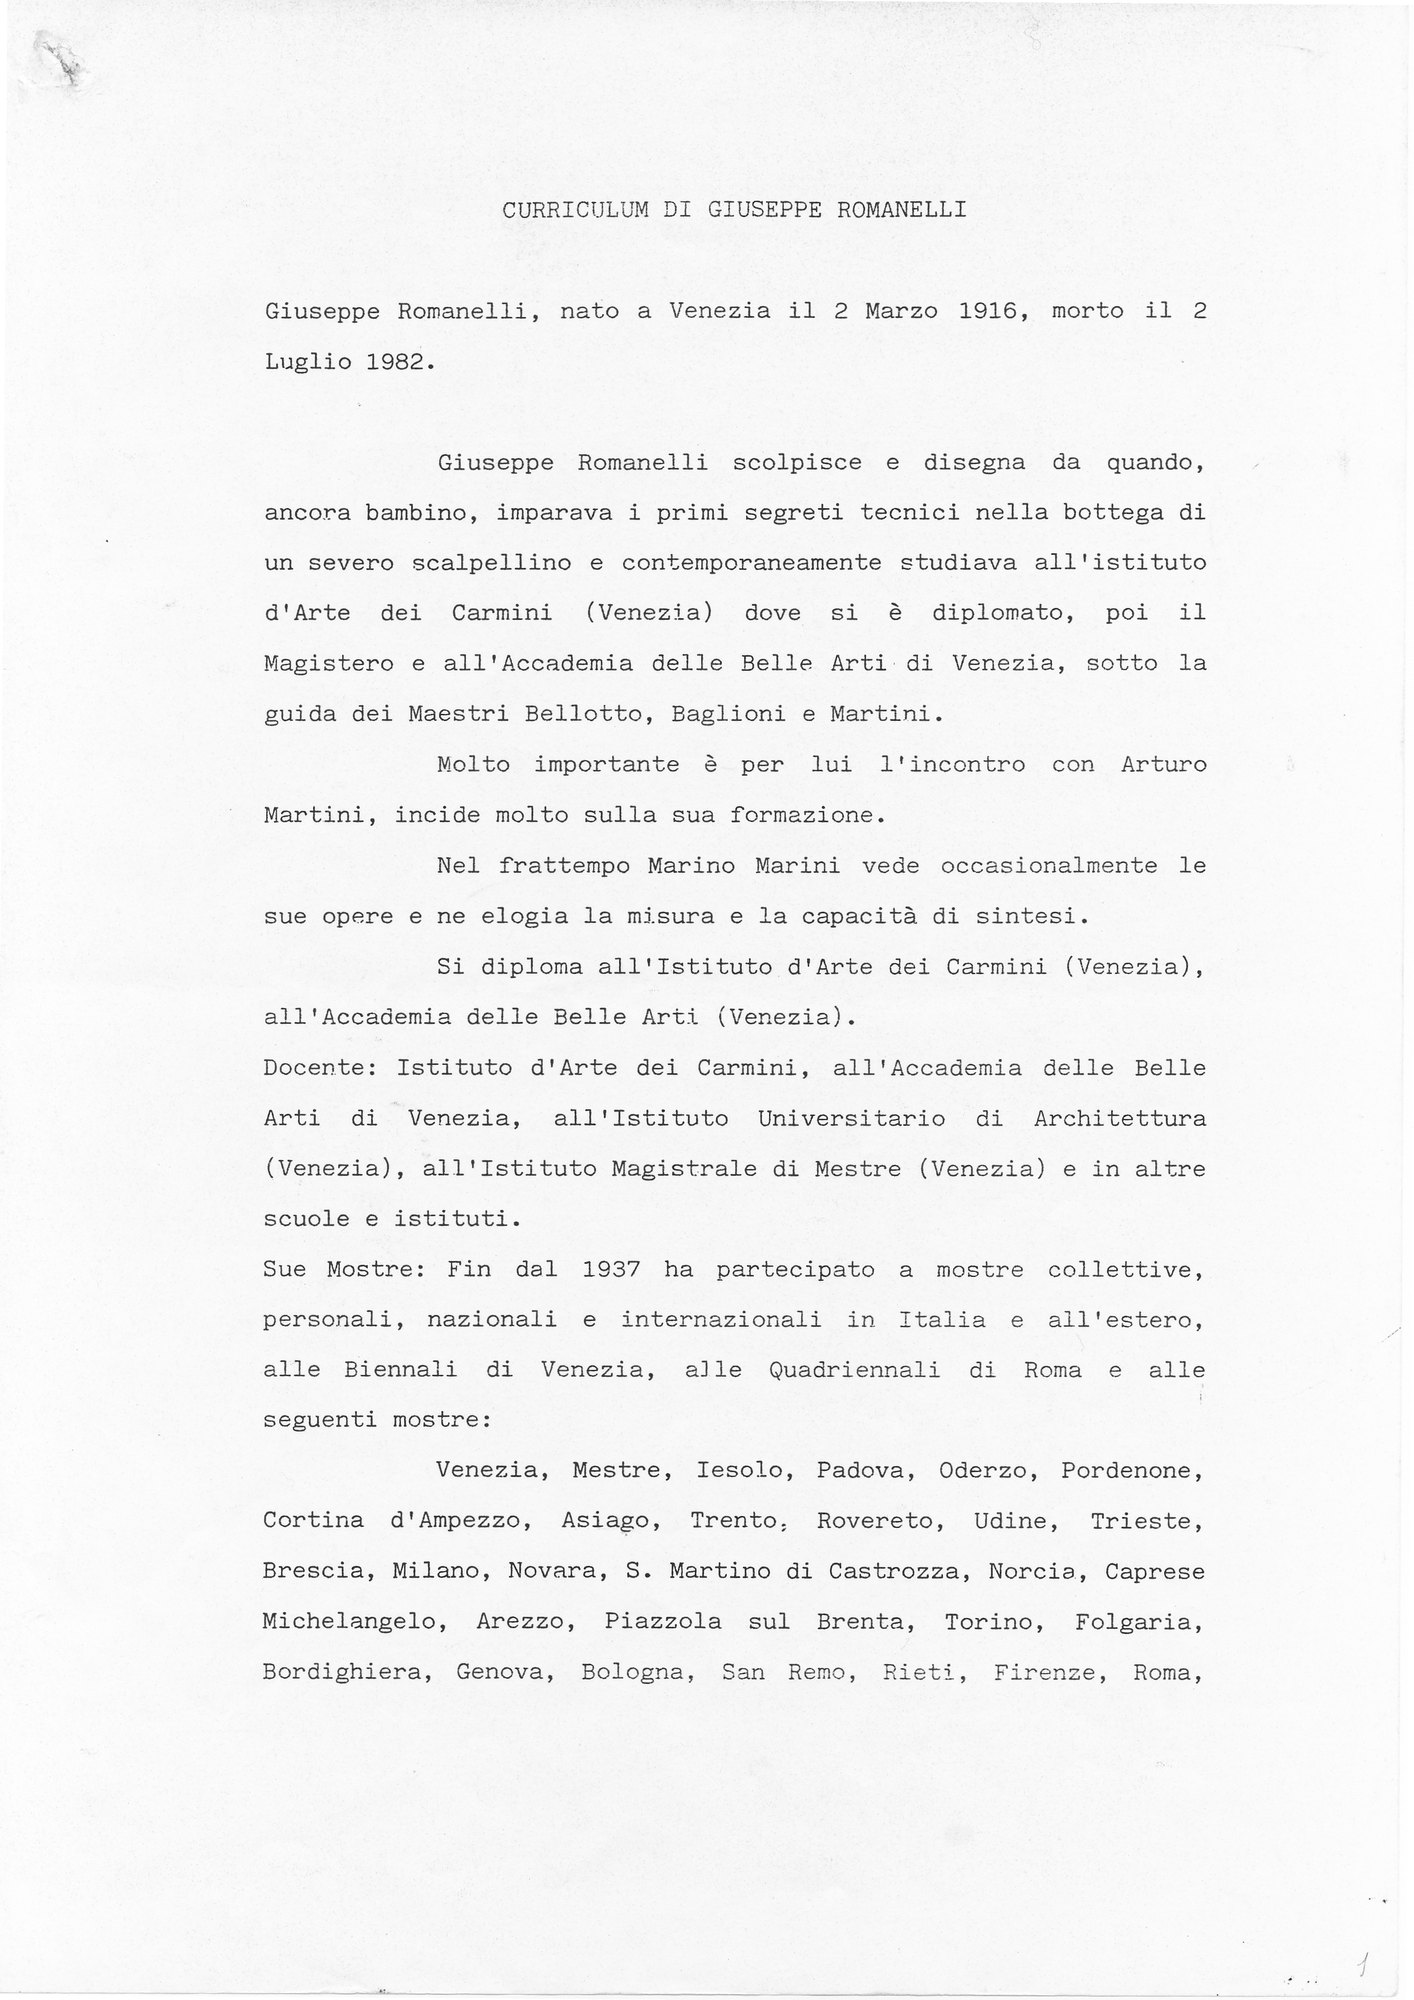 CURRICULUM DI GIUSEPPE ROMANELLI
Giuseppe Romanelli, nato a Venezia il 2 Marzo 1916, morto il 2
Luglio 1982.
Giuseppe Romanelli scolpisce e disegna da quando,
ancora bambino, imparava i primi segreti tecnici nella bottega di
un severo scalpellino e contemporaneamente studiava all'istituto
d'Arte dei Carmini (Venezia) dove si è diplomato, poi il
Magistero e all'Accademia delle Belle Arti di Venezia, sotto la
guida dei Maestri Bellotto, Baglioni e Martini.
Molto importante è per lui l'incontro con Arturo
Martini, incide molto sulla sua formazione.
Nel frattempo Marino Marini vede occasionalmente le
sue opere e ne elogia la misura e la capacità di sintesi.
Si diploma all'Istituto d'Arte dei Carmini (Venezia),
all'Accademia delle Belle Arti (Venezia).
Docente: Istituto d'Arte dei Carmini, all'Accademia delle Belle
Arti di Venezia, all'Istituto Universitario di Architettura
(Venezia), all'Istituto Magistrale di Mestre (Venezia) e in altre
scuole e istituti.
Sue Mostre: Fin dal 1937 ha partecipato a mostre collettive,
personali, nazionali e internazionali in Italia e all'estero,
alle Biennali di Venezia, alle Quadriennali di Roma e alle
seguenti mostre:
Venezia, Mestre, Iesolo, Padova, Oderzo, Pordenone,
Cortina d'Ampezzo, Asiago, Trento, Rovereto, Udine, Trieste,
Brescia, Milano, Novara, S. Martino di Castrozza, Norcia, Caprese
Michelangelo, Arezzo, Piazzola sul Brenta, Torino, Folgaria,
Bordighiera, Genova, Bologna, San Remo, Rieti, Firenze, Roma,
1